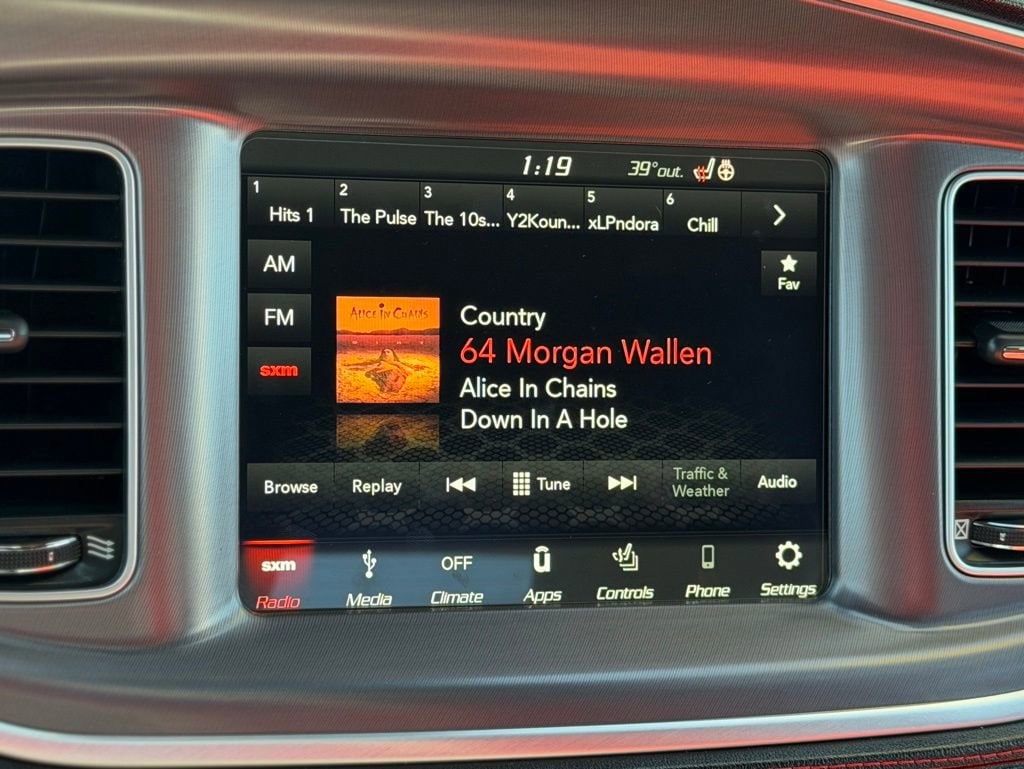 1:19 39°out.
1 Hits 1
2 The Pulse
3 The 10s...
4 Y2Koun...
5 xLPndora
6 Chill
AM
Fav
FM
sxm
ALICE IN CHAINS
Country
64 Morgan Wallen
Alice In Chains
Down In A Hole
Browse
Replay
Tune
Traffic &
Weather
Audio
sxm
Radio
Media
OFF
Climate
Apps
Controls
Phone
Settings